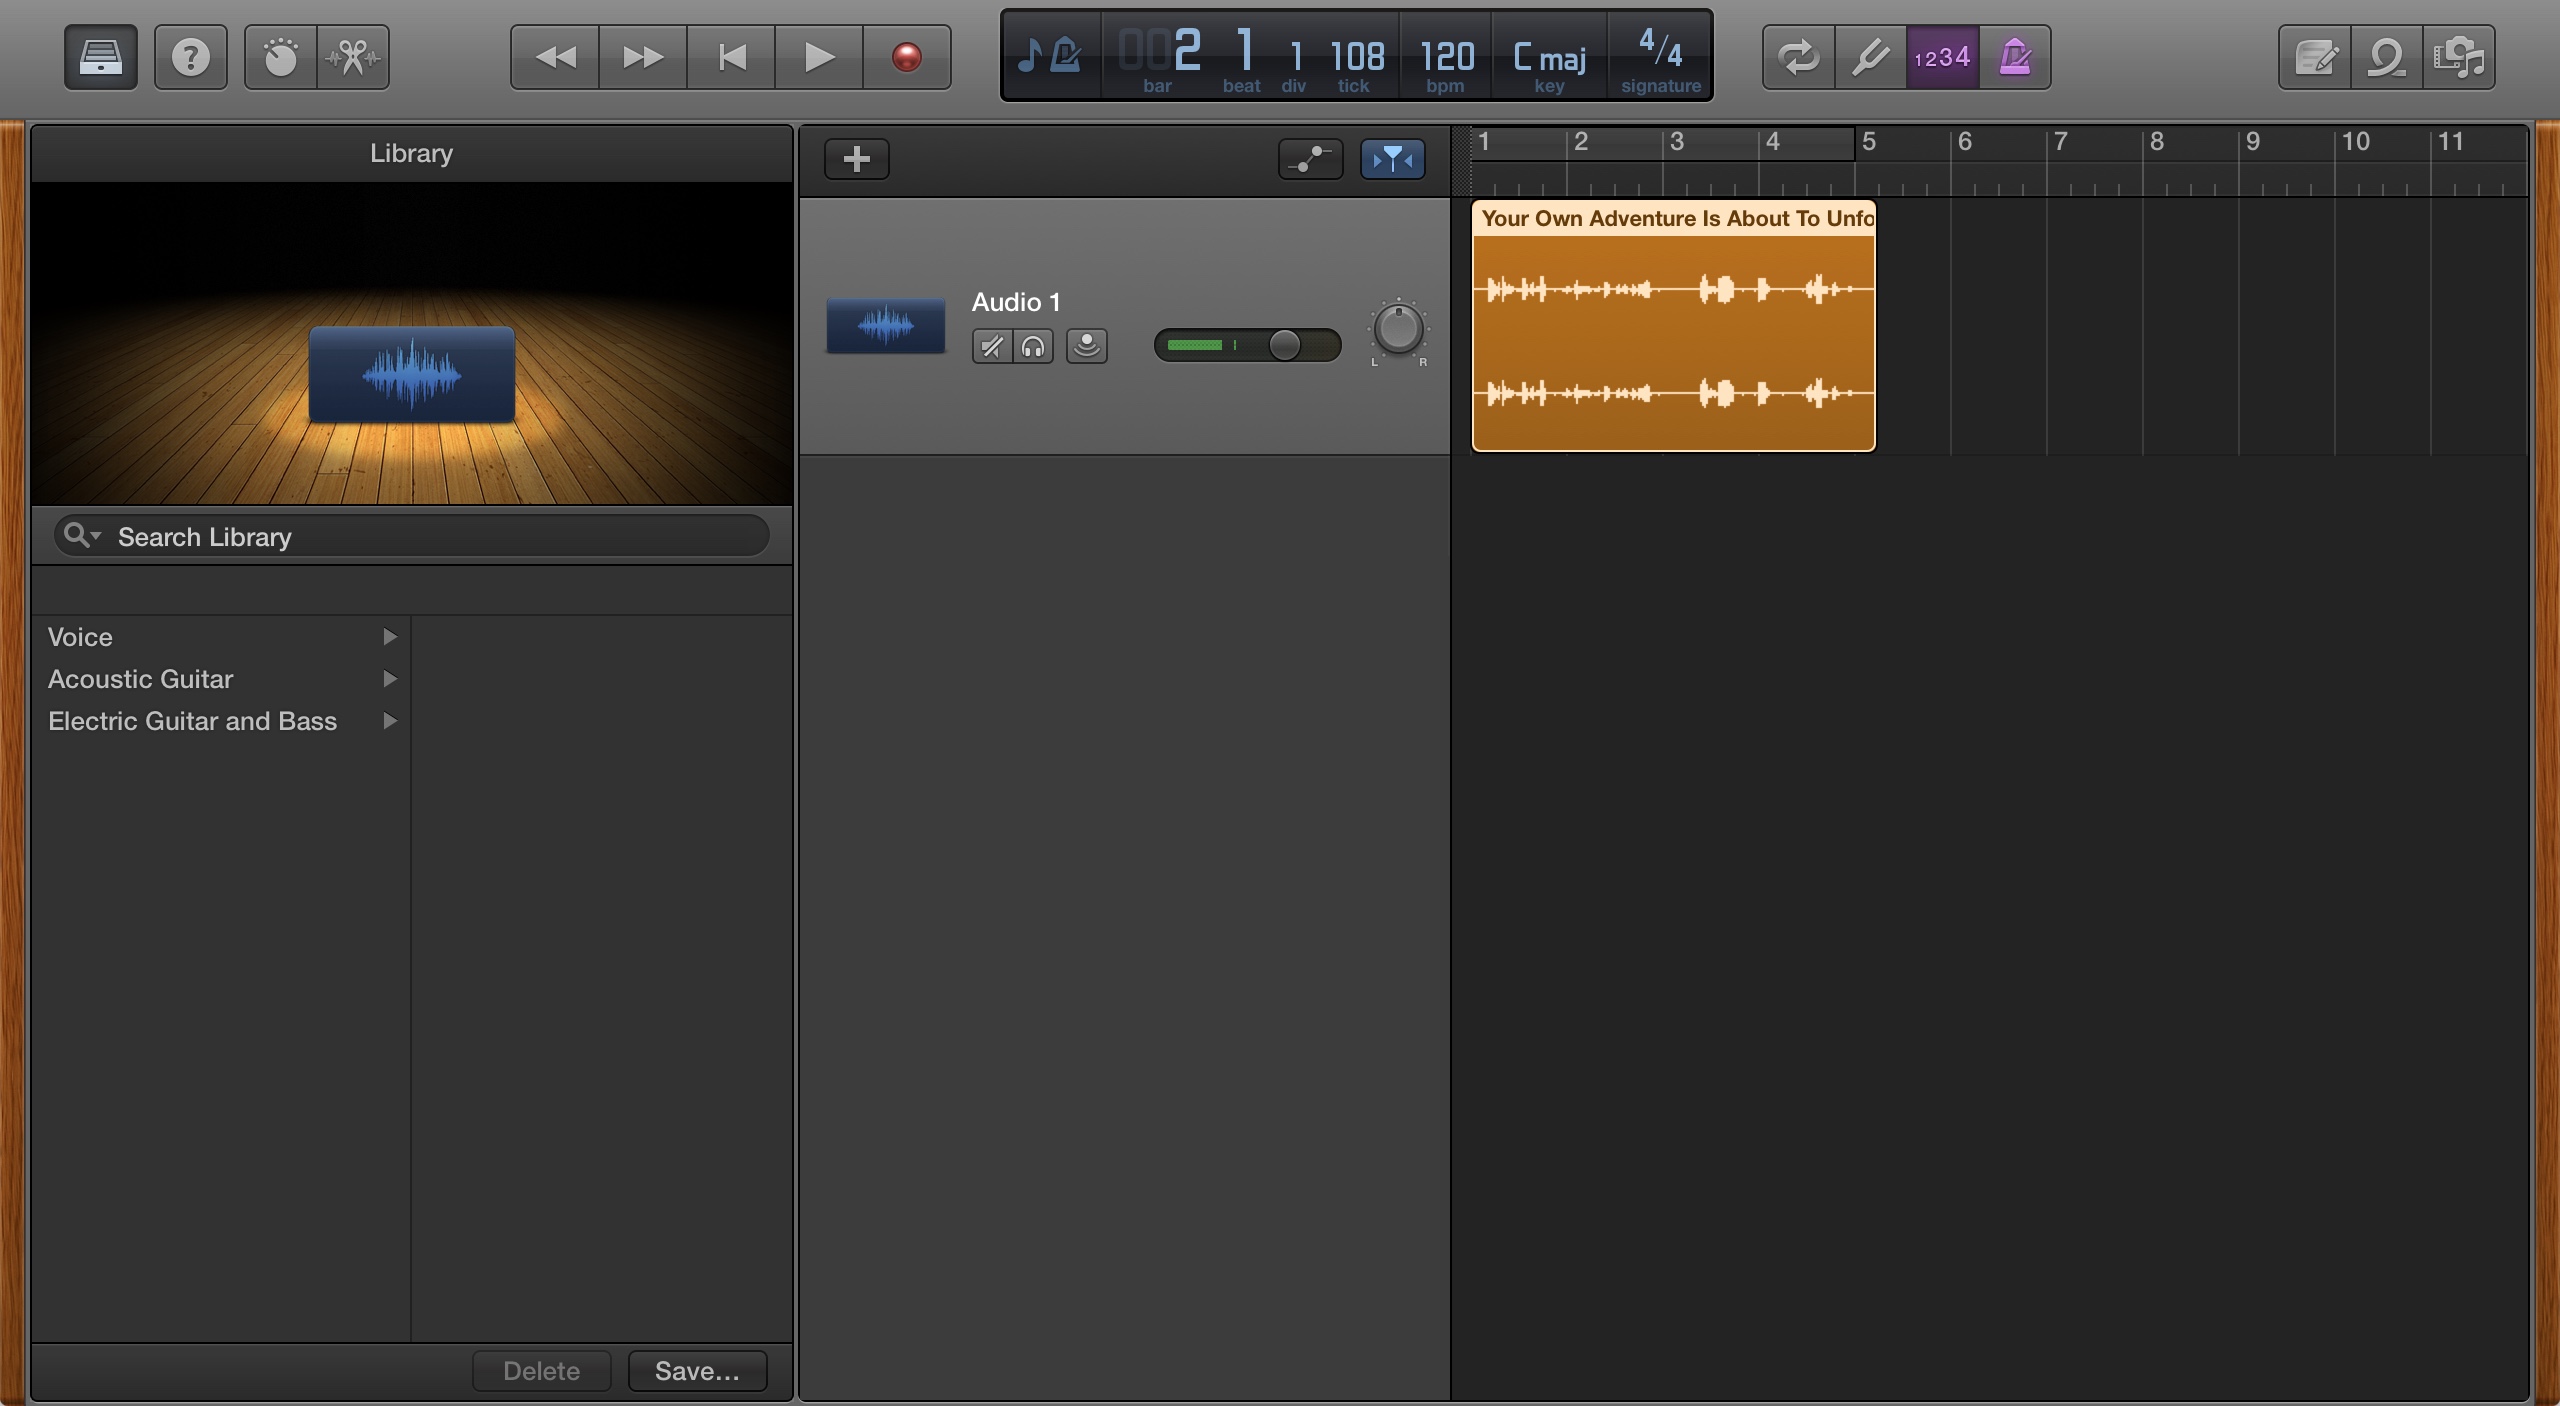 002 1 1 108 120 C maj 4/4
bar beat div tick bpm key signature
1234
Library
1 2 3 4 5 6 7 8 9 10 11
Your Own Adventure Is About To Unfo
Audio 1
L R
Search Library
Voice
Acoustic Guitar
Electric Guitar and Bass
Delete Save...